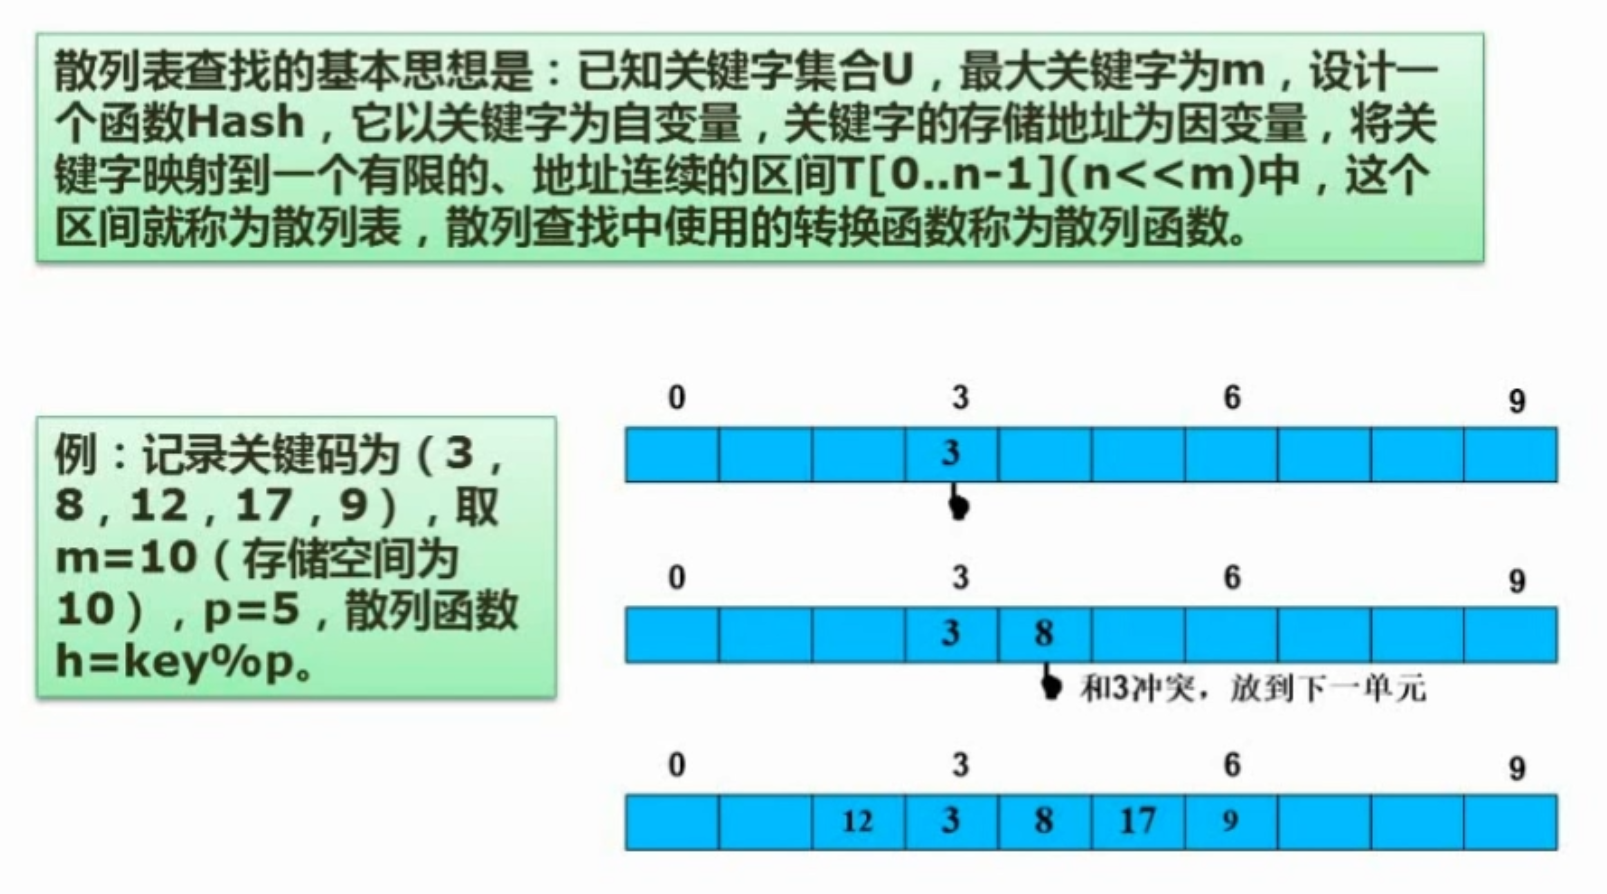 散列表查找的基本思想是：已知关键字集合U，最大关键字为m，设计一
个函数Hash，它以关键字为自变量，关键字的存储地址为因变量，将关
键字映射到一个有限的、地址连续的区间T[0..n-1](n<<m)中，这个
区间就称为散列表，散列查找中使用的转换函数称为散列函数。
例：记录关键码为（3，
8，12，17，9），取
m=10（存储空间为
10），p=5，散列函数
h=key%p。
0 3 6 9
3
0 3 6 9
3 8
和3冲突，放到下一单元
0 3 6 9
12 3 8 17 9